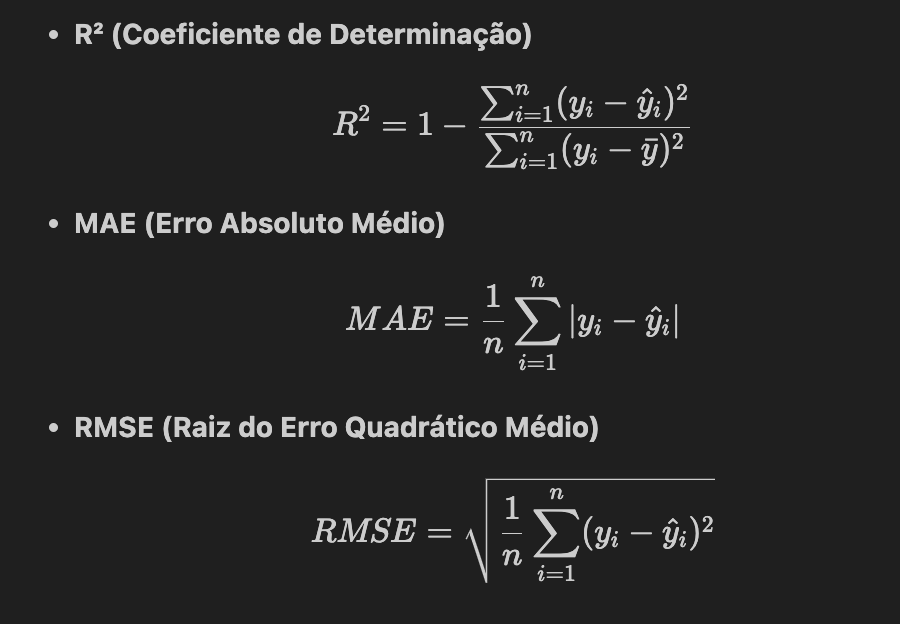 • R² (Coeficiente de Determinação)
R² = 1 − \frac{\sum_{i=1}^{n}(y_i − \hat{y}_i)^2}{\sum_{i=1}^{n}(y_i − \bar{y})^2}
• MAE (Erro Absoluto Médio)
MAE = \frac{1}{n} \sum_{i=1}^{n} |y_i − \hat{y}_i|
• RMSE (Raiz do Erro Quadrático Médio)
RMSE = \sqrt{\frac{1}{n} \sum_{i=1}^{n} (y_i − \hat{y}_i)^2}